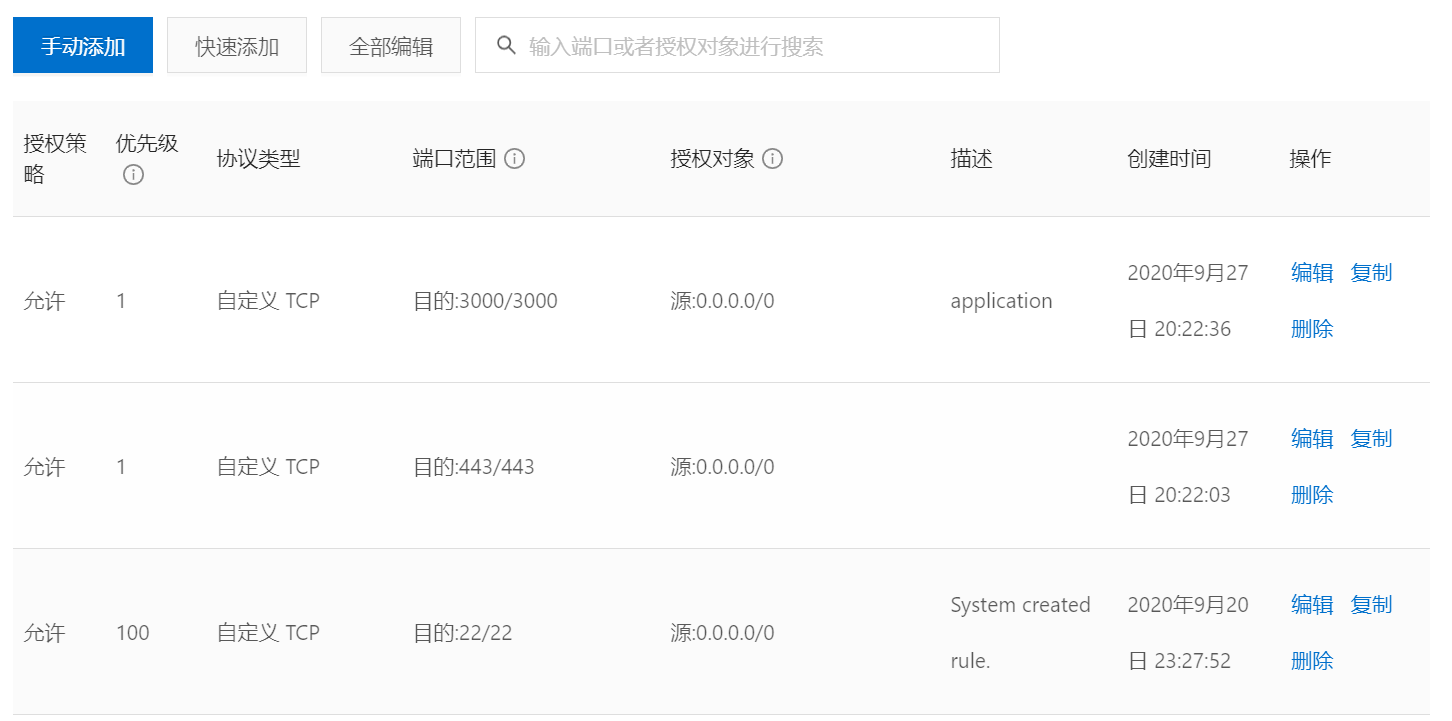 手动添加 快速添加 全部编辑 输入端口或者授权对象进行搜索
授权策略 优先级 协议类型 端口范围 授权对象 描述 创建时间 操作
允许 1 自定义 TCP 目的:3000/3000 源:0.0.0.0/0 application 2020年9月27日 20:22:36 编辑 复制 删除
允许 1 自定义 TCP 目的:443/443 源:0.0.0.0/0 2020年9月27日 20:22:03 编辑 复制 删除
允许 100 自定义 TCP 目的:22/22 源:0.0.0.0/0 System created rule. 2020年9月20日 23:27:52 编辑 复制 删除